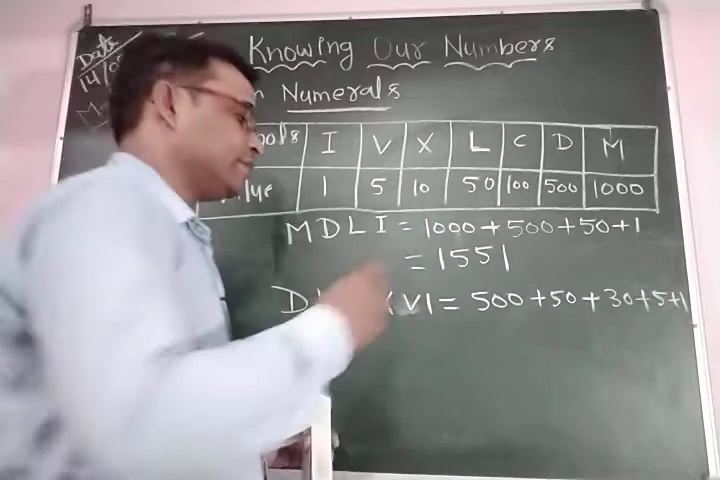 Date
14/0
Knowing Our Numbers
Numerals
I V X L C D M
1 5 10 50 100 500 1000
MDLI = 1000+500+50+1
= 1551
D VI = 500+50+30+5+1